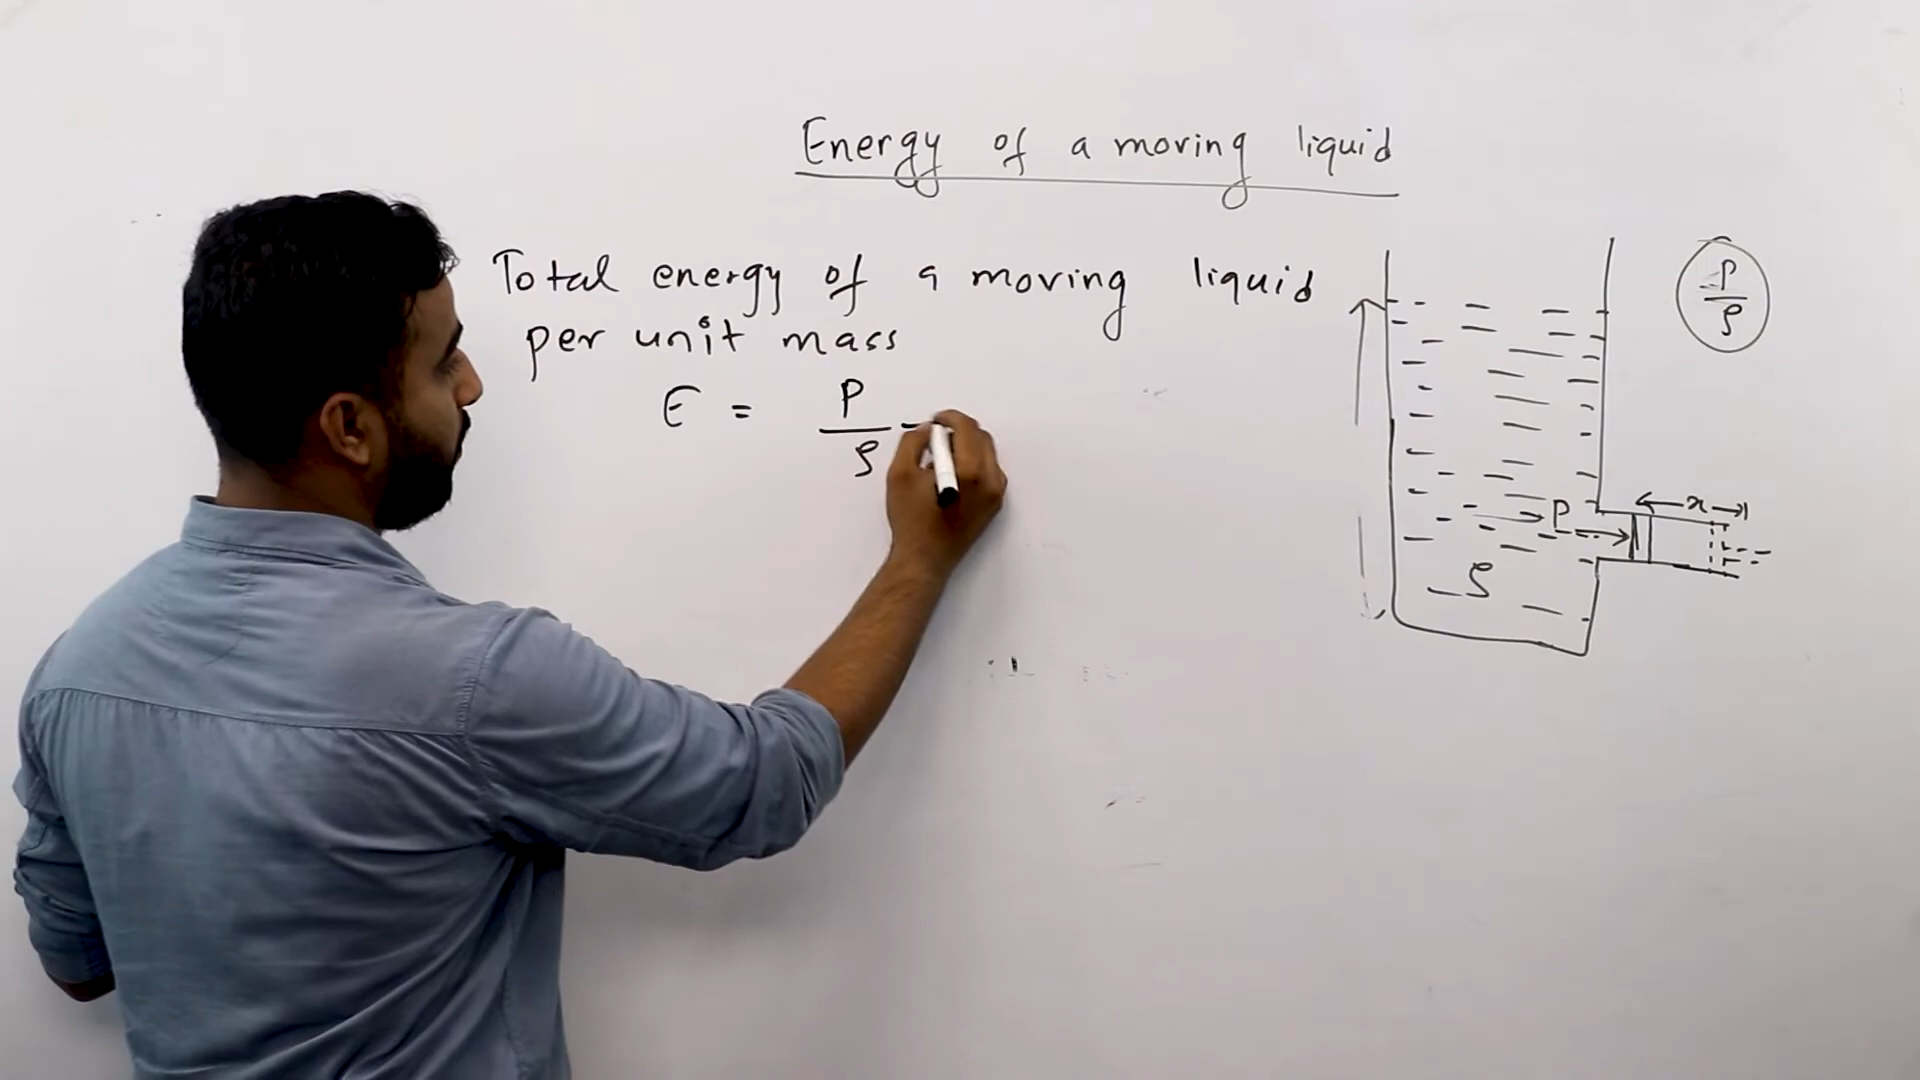 Energy of a moving liquid
Total energy of a moving liquid
per unit mass
E = P/ρ
P/ρ
x
P
ρ